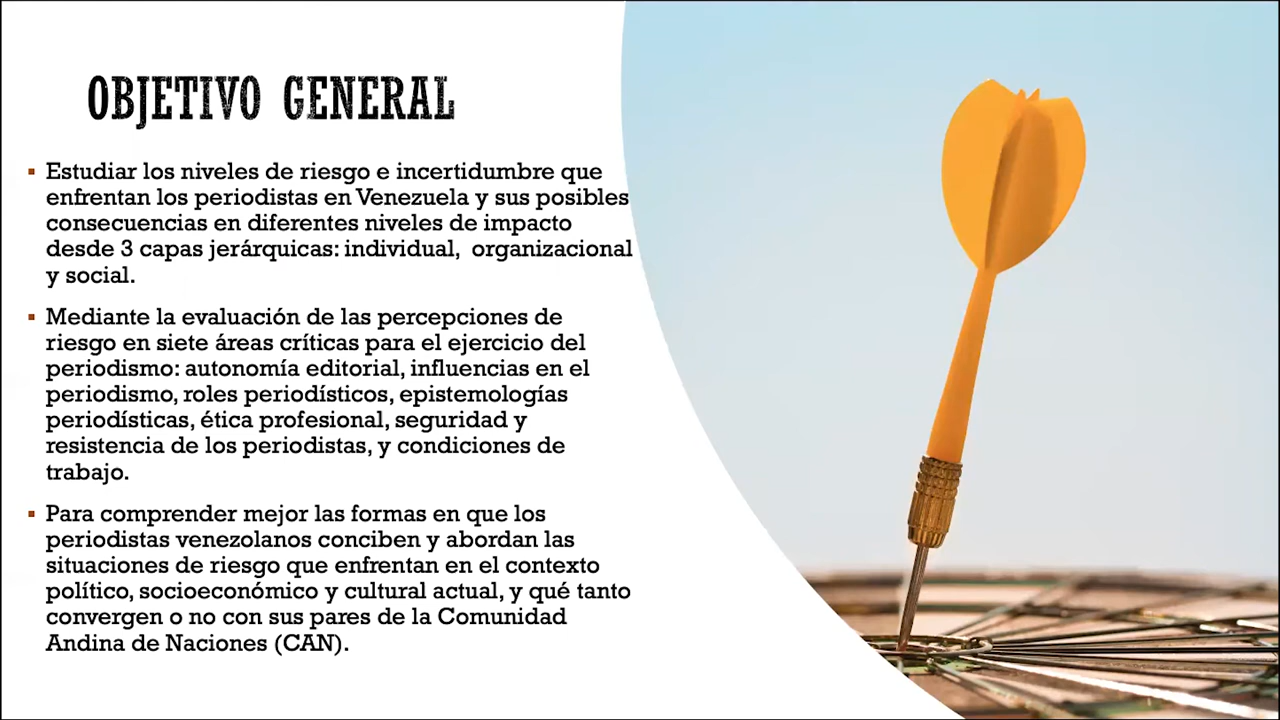 OBJETIVO GENERAL
▪ Estudiar los niveles de riesgo e incertidumbre que
enfrentan los periodistas en Venezuela y sus posibles
consecuencias en diferentes niveles de impacto
desde 3 capas jerárquicas: individual, organizacional
y social.
▪ Mediante la evaluación de las percepciones de
riesgo en siete áreas críticas para el ejercicio del
periodismo: autonomía editorial, influencias en el
periodismo, roles periodísticos, epistemologías
periodísticas, ética profesional, seguridad y
resistencia de los periodistas, y condiciones de
trabajo.
▪ Para comprender mejor las formas en que los
periodistas venezolanos conciben y abordan las
situaciones de riesgo que enfrentan en el contexto
político, socioeconómico y cultural actual, y qué tanto
convergen o no con sus pares de la Comunidad
Andina de Naciones (CAN).